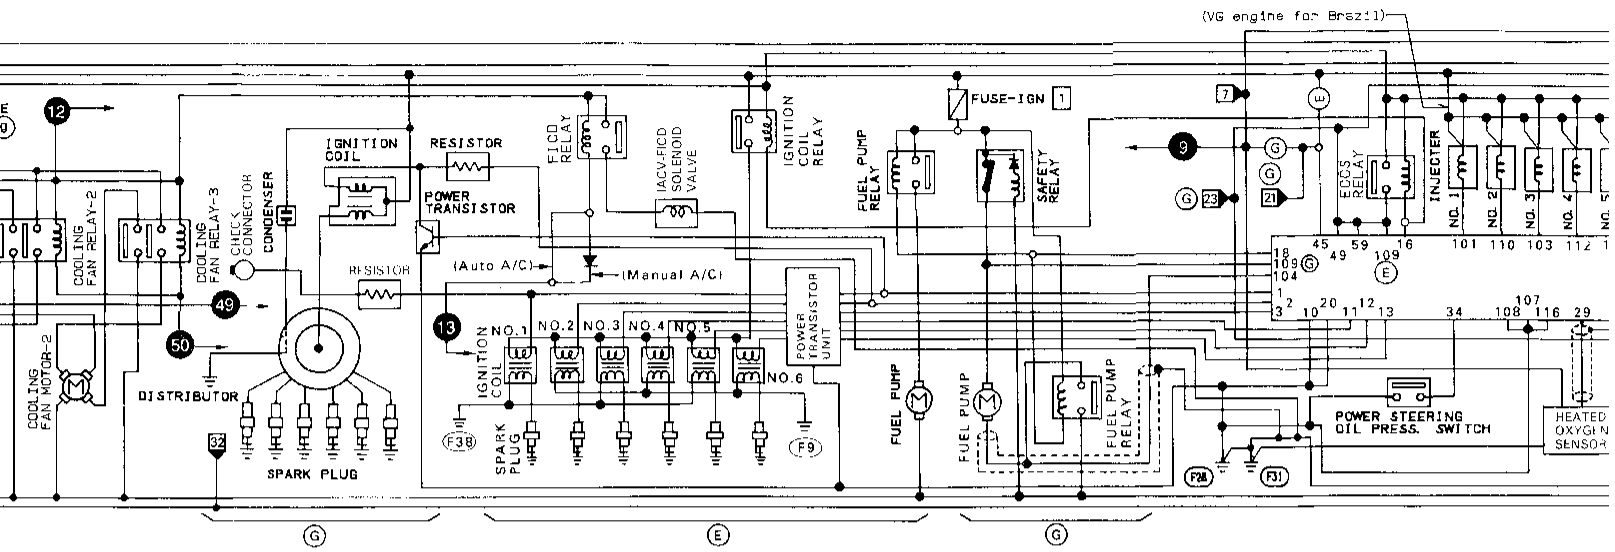 (VG engine for Brazil)
E
9
12
IGNITION
COIL
RESISTOR
FICD
RELAY
IACV-FICD
SOLENOID
VALVE
IGNITION
COIL
RELAY
FUSE-IGN 1
FUEL PUMP
RELAY
SAFETY
RELAY
7
E
9
G
G
G 23
21
ECCS
RELAY
INJECTER
NO. 1
NO. 2
NO. 3
NO. 4
NO. 5
COOLING
FAN RELAY-2
COOLING
FAN RELAY-3
CHECK
CONNECTOR
CONDENSER
POWER
TRANSISTOR
RESISTOR
(Auto A/C)
(Manual A/C)
45
49
59
109
E
16
101
110
103
112
18
109 G
104
1
2
3
10
20
11
12
13
34
107
108
116
29
49
50
13
NO.1
NO.2
NO.3
NO.4
NO.5
NO.6
IGNITION
COIL
POWER
TRANSISTOR
UNIT
COOLING
FAN MOTOR-2
M
DISTRIBUTOR
32
SPARK PLUG
F38
SPARK
PLUG
F9
FUEL PUMP
M
FUEL PUMP
M
FUEL PUMP
RELAY
POWER STEERING
OIL PRESS. SWITCH
HEATED
OXYGEN
SENSOR
F28
F31
G
E
G